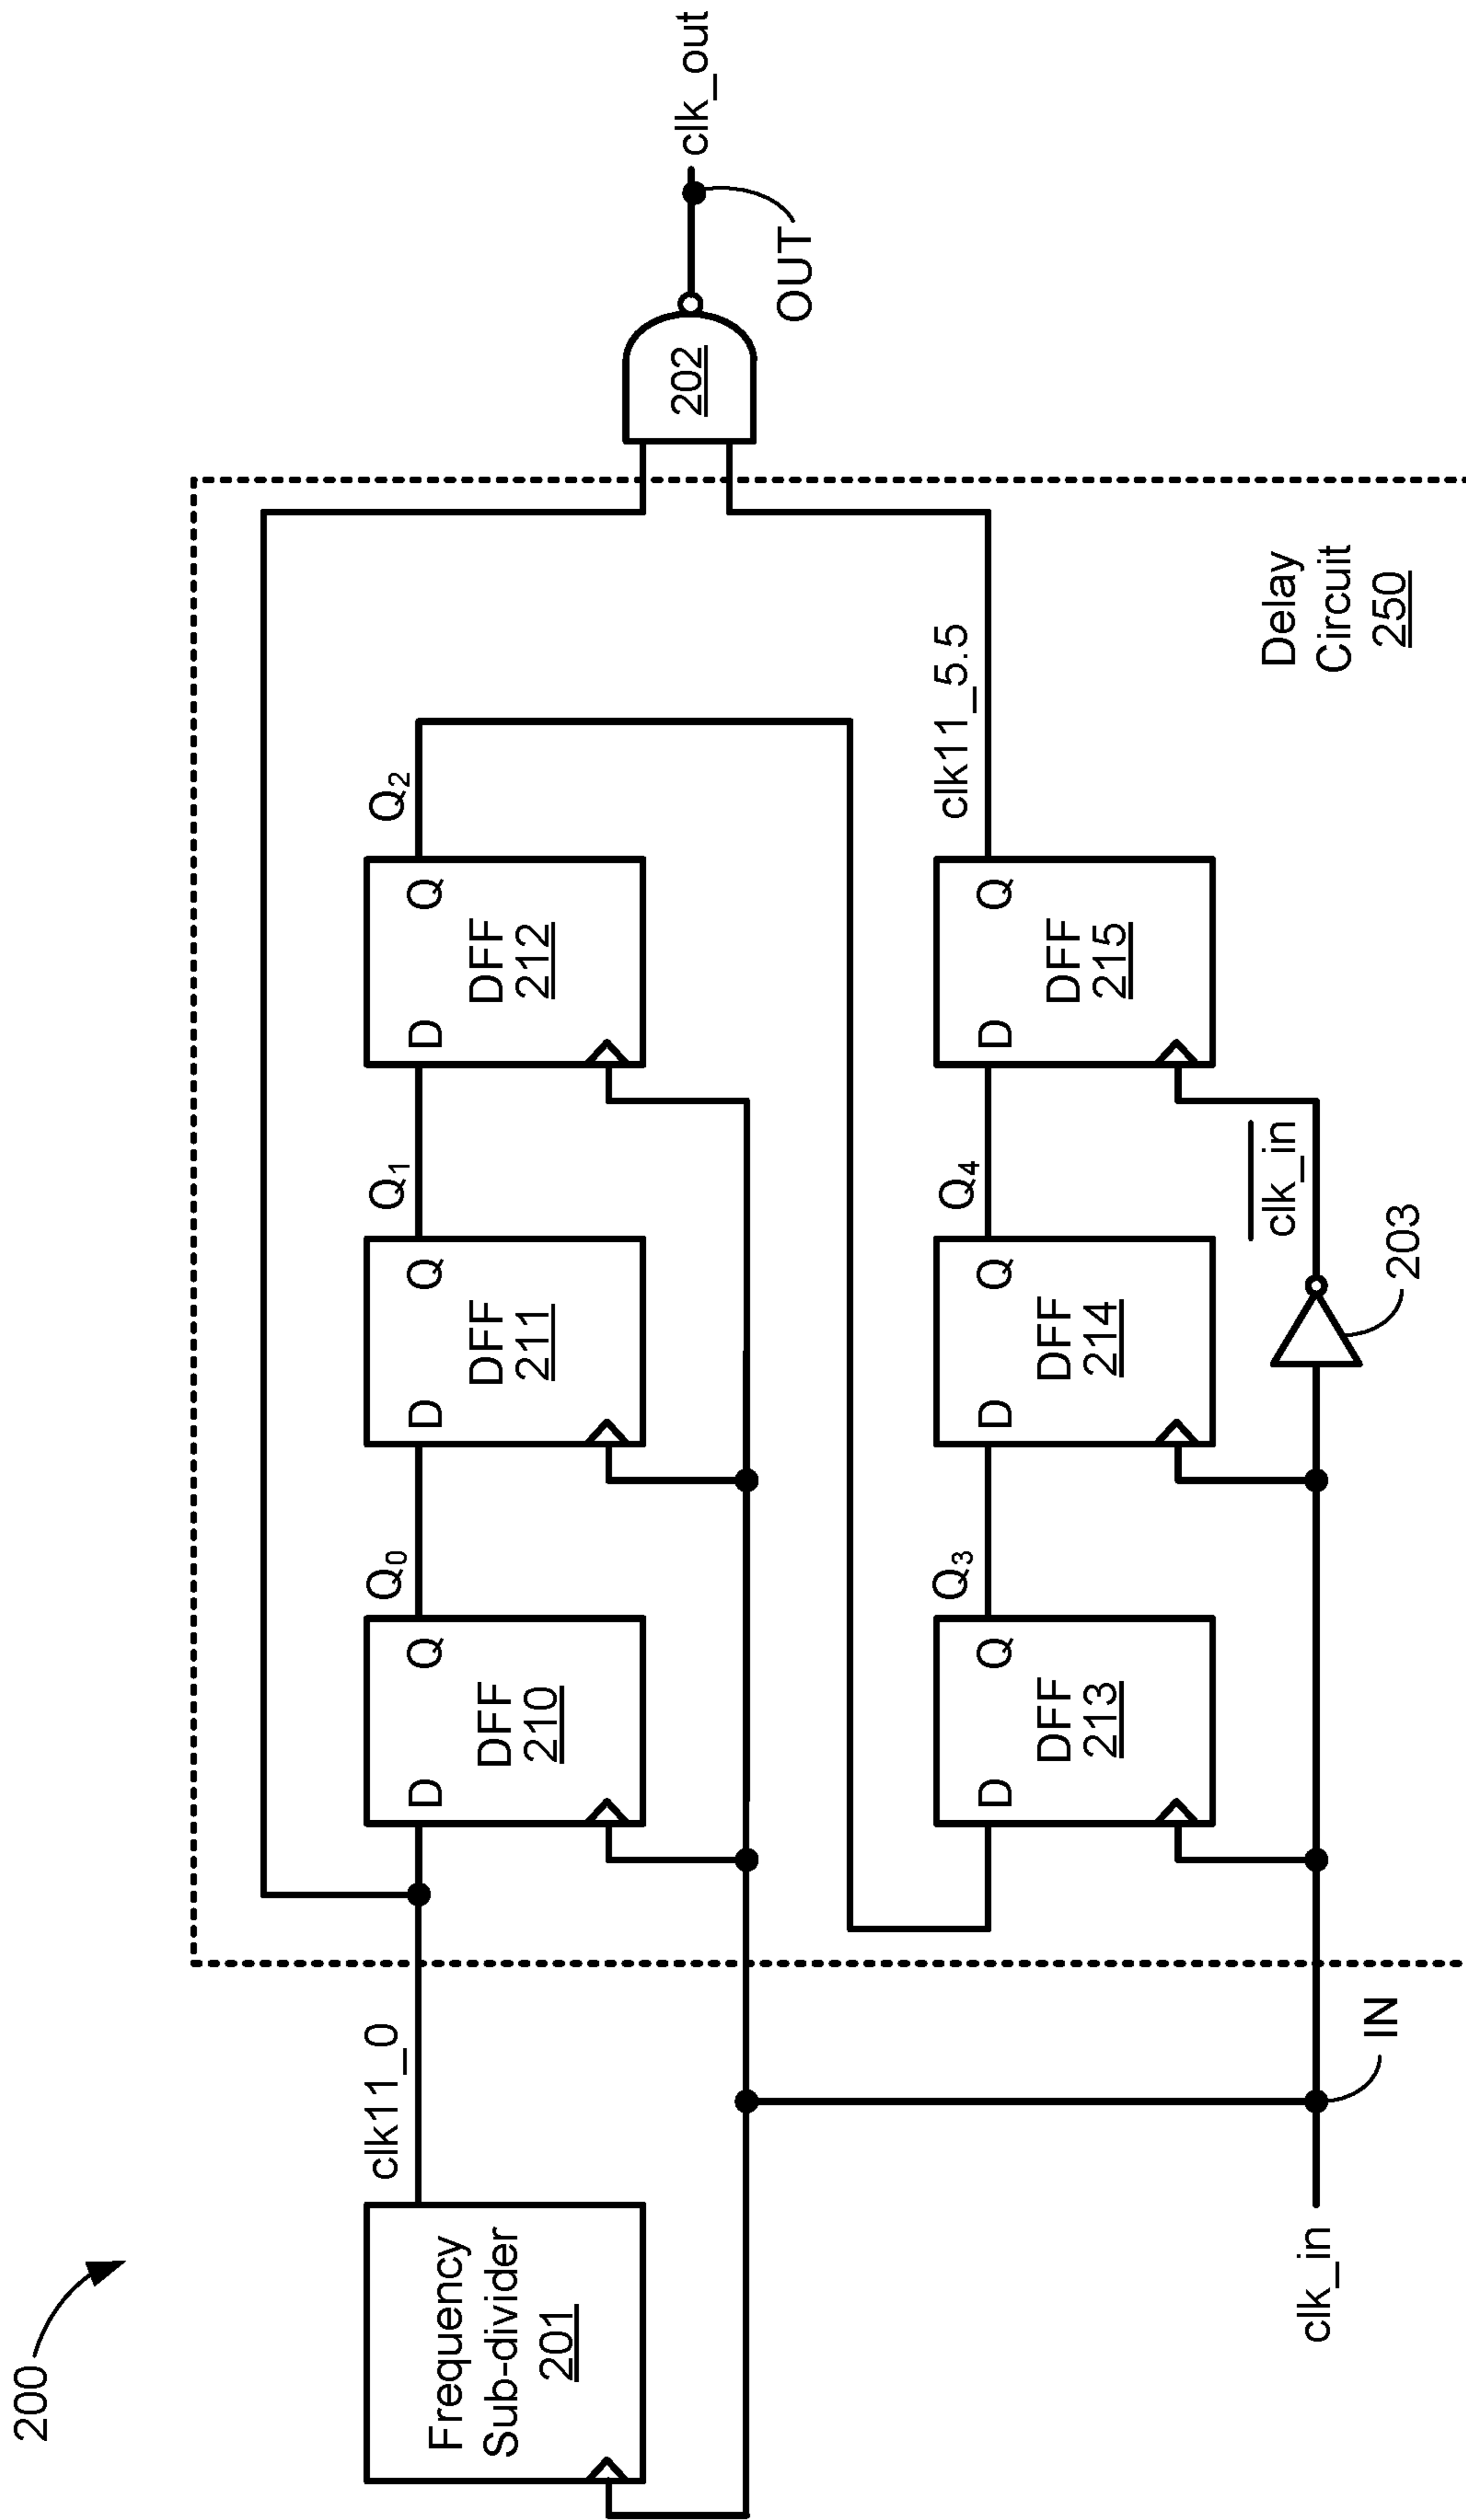 200
Frequency
Sub-divider
201
clk11_0
D
Q
DFF
210
Q0
D
Q
DFF
211
Q1
D
Q
DFF
212
Q2
D
Q
DFF
213
Q3
D
Q
DFF
214
Q4
D
Q
DFF
215
clk11_5.5
202
clk_out
OUT
clk_in
IN
clk_in
203
Delay
Circuit
250